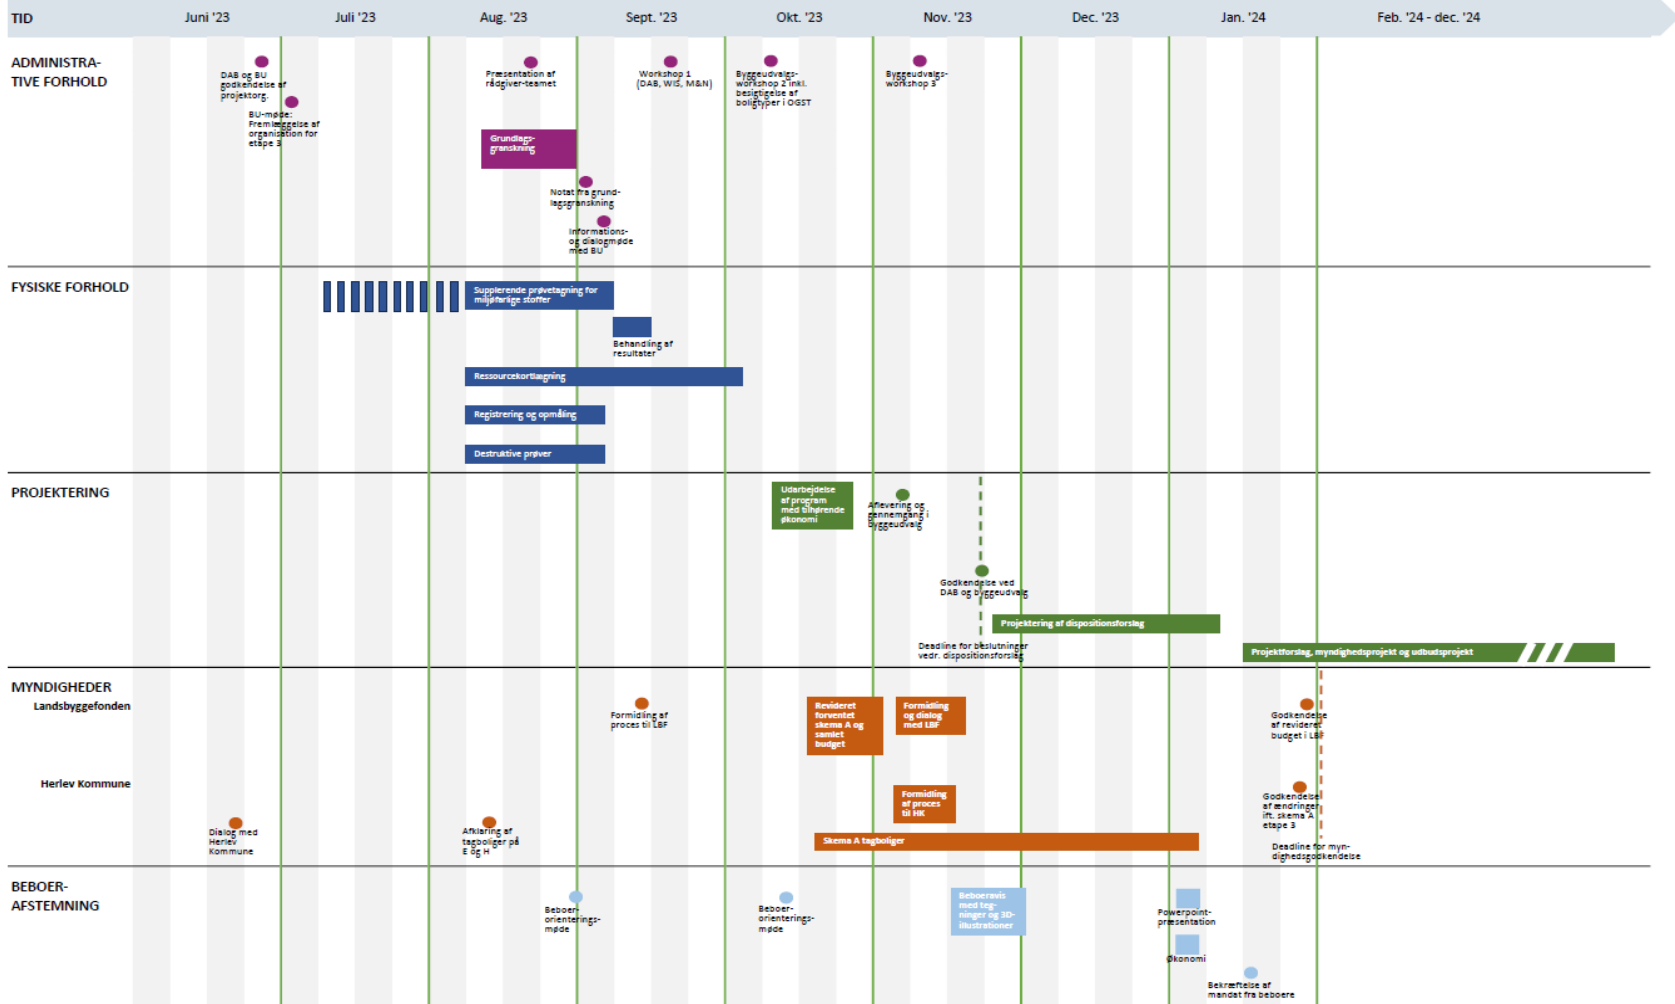 TID
Juni '23
Juli '23
Aug. '23
Sept. '23
Okt. '23
Nov. '23
Dec. '23
Jan. '24
Feb. '24 - dec. '24
ADMINISTRA-
TIVE FORHOLD
DAB og BU
godkendelse af
projektorg.
BU-møde:
Fremlæggelse af
organisation for
etape 3
Præsentation af
rådgiver-teamet
Workshop 1
(DAB, WIS, M&N)
Byggeudvalgs-
workshop 2 inkl.
besigtigelse af
boligtyper i OGST
Byggeudvalgs-
workshop 3
Grundlags-
granskning
Notat fra grund-
lagsgranskning
Informations-
og dialogmøde
med BU
FYSISKE FORHOLD
Supplerende prøvetagning for
miljøfarlige stoffer
Behandling af
resultater
Ressourcekortlægning
Registrering og opmåling
Destruktive prøver
PROJEKTERING
Udarbejdelse
af program
med tilhørende
økonomi
Aflevering og
gennemgang i
byggeudvalg
Godkendelse ved
DAB og byggeudvalg
Projektering af dispositionsforslag
Deadline for beslutninger
vedr. dispositionsforslag
Projektforslag, myndighedsprojekt og udbudsprojekt
MYNDIGHEDER
Landsbyggefonden
Formidling af
proces til LBF
Revideret
forventet
skema A og
samlet
budget
Formidling
og dialog
med LBF
Godkendelse
af revideret
budget i LBF
Herlev Kommune
Dialog med
Herlev
Kommune
Afklaring af
tagboliger på
E og H
Formidling
af proces
til HK
Skema A tagboliger
Godkendelse
af ændringer
ift. skema A
etape 3
Deadline for myn-
dighedsgodkendelse
BEBOER-
AFSTEMNING
Beboer-
orienterings-
møde
Beboer-
orienterings-
møde
Beboeravis
med teg-
ninger og 3D-
illustrationer
Powerpoint-
præsentation
Økonomi
Bekræftelse af
mandat fra beboere